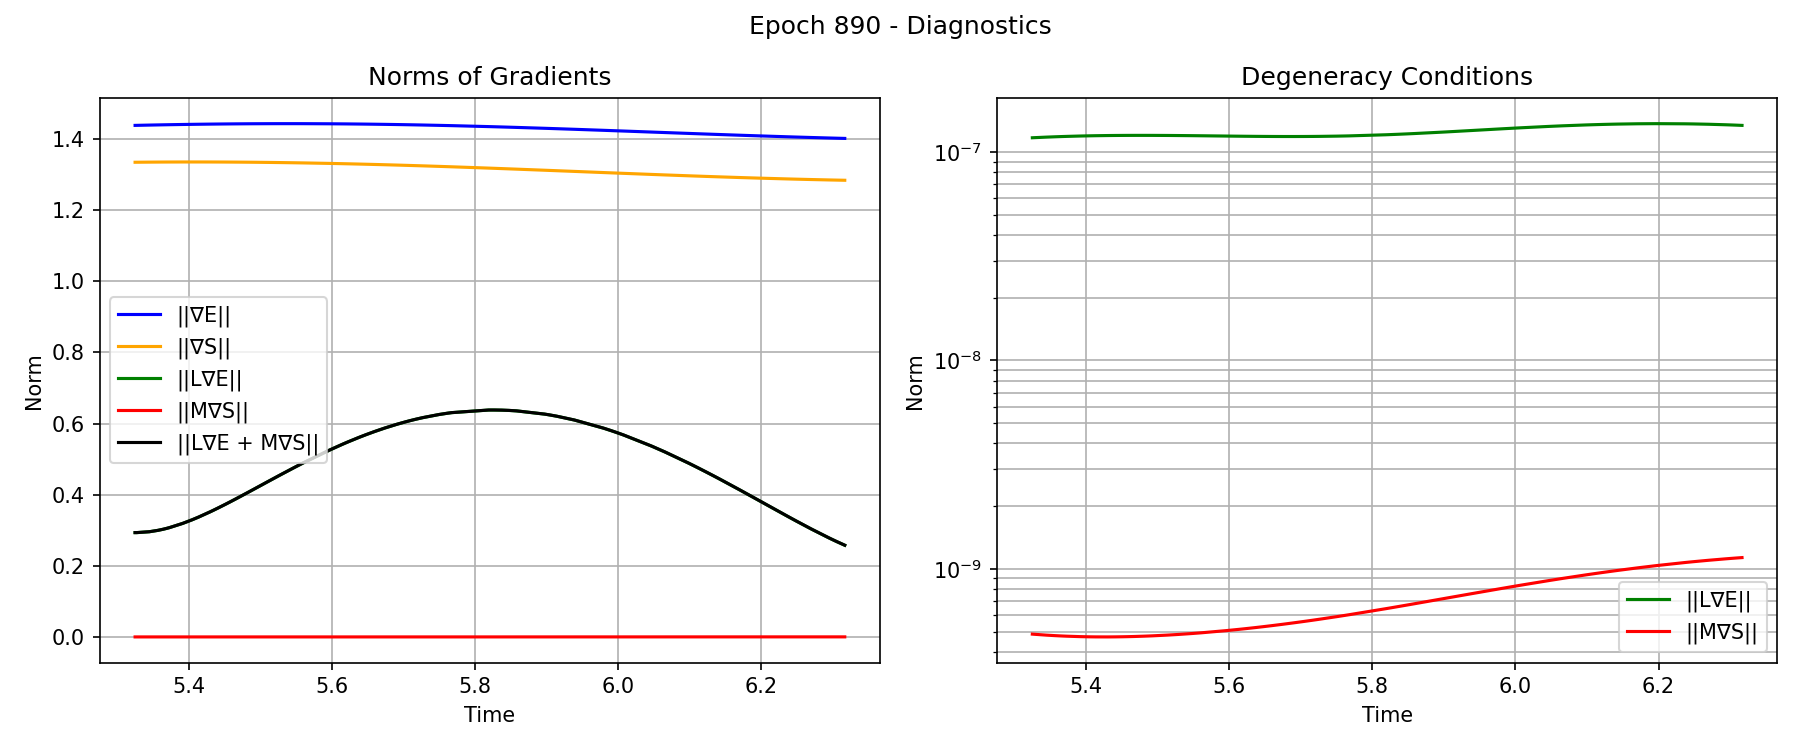 Epoch 890 - Diagnostics
Norms of Gradients
Norm
1.4
1.2
1.0
0.8
0.6
0.4
0.2
0.0
||∇E||
||∇S||
||L∇E||
||M∇S||
||L∇E + M∇S||
5.4 5.6 5.8 6.0 6.2
Time
Degeneracy Conditions
Norm
10⁻⁷
10⁻⁸
10⁻⁹
||L∇E||
||M∇S||
5.4 5.6 5.8 6.0 6.2
Time